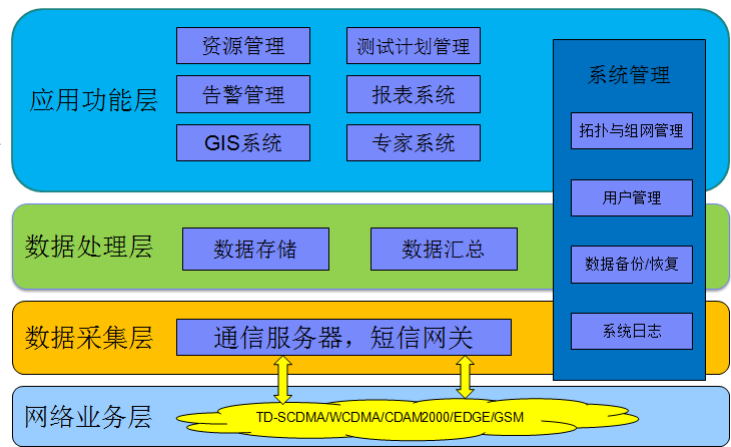 应用功能层
资源管理
测试计划管理
告警管理
报表系统
GIS系统
专家系统
系统管理
拓扑与组网管理
用户管理
数据备份/恢复
系统日志
数据处理层
数据存储
数据汇总
数据采集层
通信服务器，短信网关
网络业务层
TD-SCDMA/WCDMA/CDAM2000/EDGE/GSM